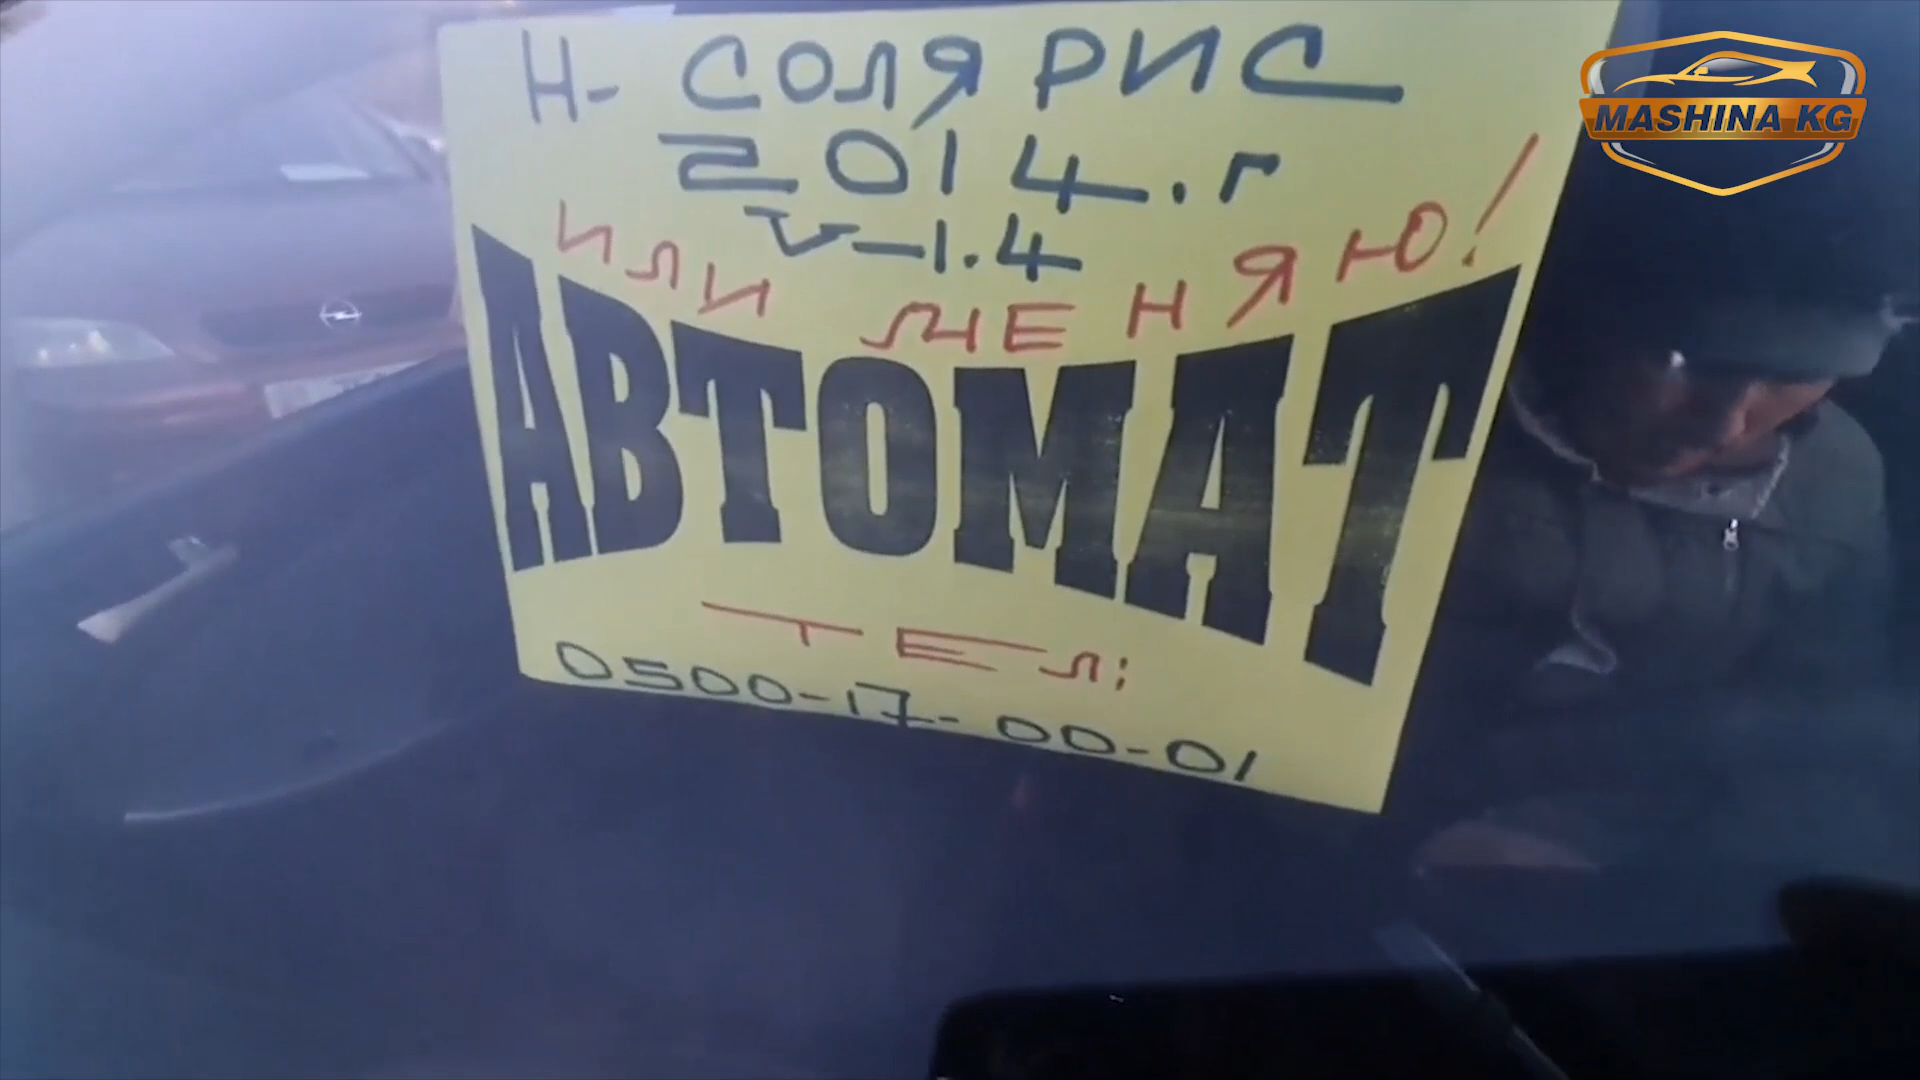 Н- СОЛЯРИС
2014.г
V-1.4
ИЛИ МЕНЯЮ!
АВТОМАТ
ТЕЛ:
0500-17-00-01
MASHINA KG